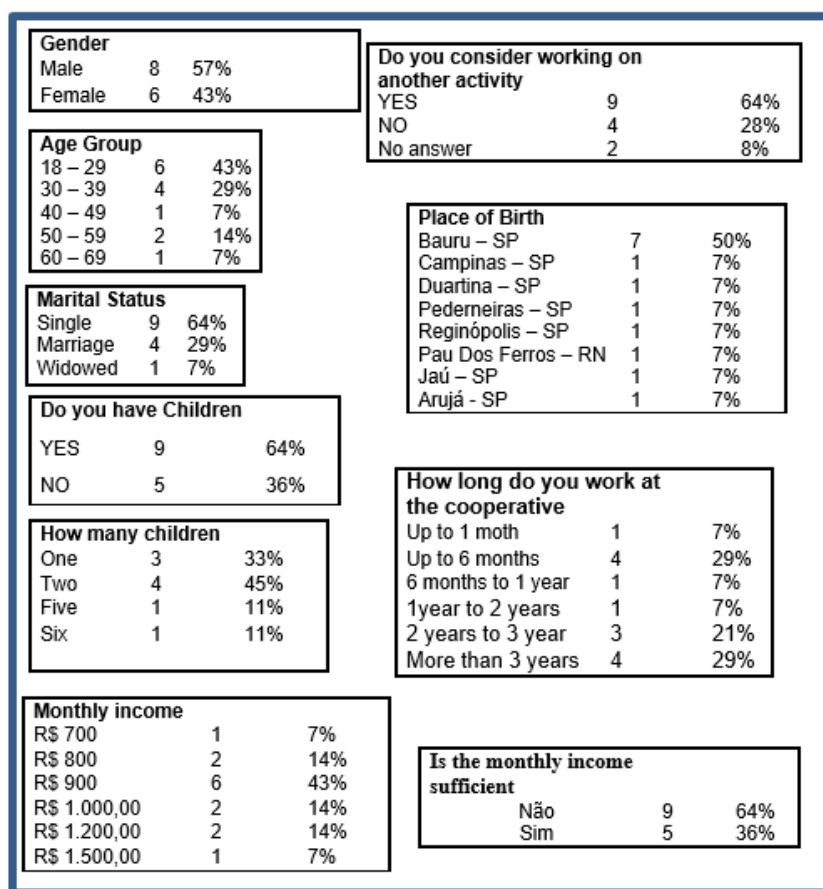 Gender
Male 8 57%
Female 6 43%
Age Group
18 – 29 6 43%
30 – 39 4 29%
40 – 49 1 7%
50 – 59 2 14%
60 – 69 1 7%
Marital Status
Single 9 64%
Marriage 4 29%
Widowed 1 7%
Do you have Children
YES 9 64%
NO 5 36%
How many children
One 3 33%
Two 4 45%
Five 1 11%
Six 1 11%
Monthly income
R$ 700 1 7%
R$ 800 2 14%
R$ 900 6 43%
R$ 1.000,00 2 14%
R$ 1.200,00 2 14%
R$ 1.500,00 1 7%
Do you consider working on
another activity
YES 9 64%
NO 4 28%
No answer 2 8%
Place of Birth
Bauru – SP 7 50%
Campinas – SP 1 7%
Duartina – SP 1 7%
Pederneiras – SP 1 7%
Reginópolis – SP 1 7%
Pau Dos Ferros – RN 1 7%
Jaú – SP 1 7%
Arujá - SP 1 7%
How long do you work at
the cooperative
Up to 1 moth 1 7%
Up to 6 months 4 29%
6 months to 1 year 1 7%
1year to 2 years 1 7%
2 years to 3 year 3 21%
More than 3 years 4 29%
Is the monthly income
sufficient
Não 9 64%
Sim 5 36%